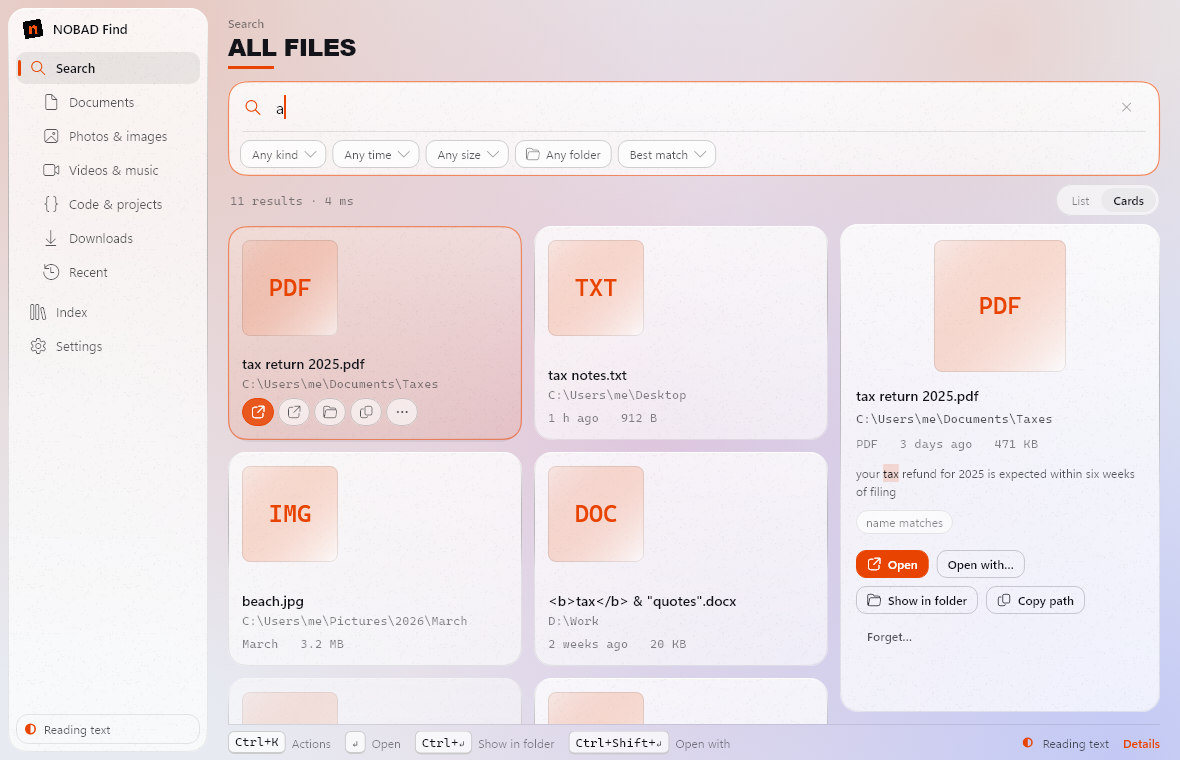 NOBAD Find
Search
Documents
Photos & images
Videos & music
Code & projects
Downloads
Recent
Index
Settings
Reading text
Search
ALL FILES
a
Any kind
Any time
Any size
Any folder
Best match
11 results · 4 ms
List
Cards
PDF
tax return 2025.pdf
C:\Users\me\Documents\Taxes
TXT
tax notes.txt
C:\Users\me\Desktop
1 h ago 912 B
IMG
beach.jpg
C:\Users\me\Pictures\2026\March
March 3.2 MB
DOC
<b>tax</b> & "quotes".docx
D:\Work
2 weeks ago 20 KB
PDF
tax return 2025.pdf
C:\Users\me\Documents\Taxes
PDF 3 days ago 471 KB
your tax refund for 2025 is expected within six weeks
of filing
name matches
Open
Open with...
Show in folder
Copy path
Forget...
Ctrl+K Actions
↲ Open
Ctrl+↲ Show in folder
Ctrl+Shift+↲ Open with
Reading text
Details